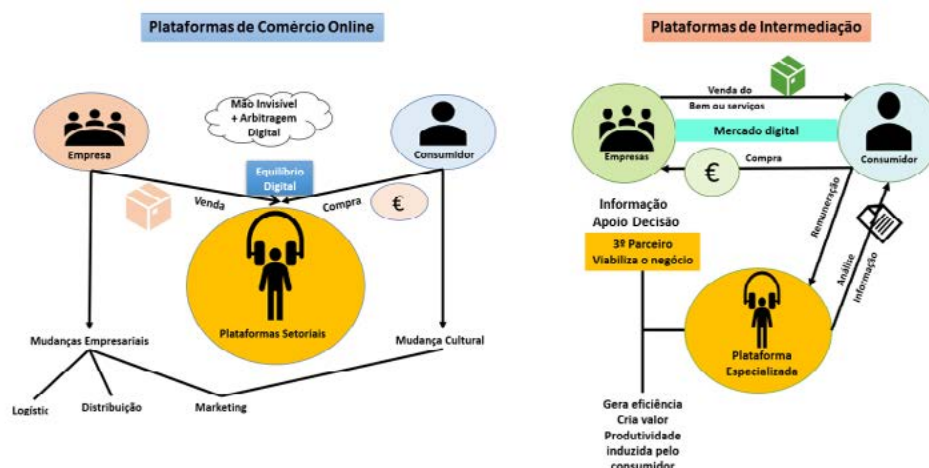 Plataformas de Comércio Online
Mão Invisível
+ Arbitragem
Digital
Empresa
Consumidor
Equilíbrio
Digital
Venda
Compra
€
Plataformas Setoriais
Mudanças Empresariais
Mudança Cultural
Logístic
Distribuição
Marketing
Plataformas de Intermediação
Venda do
Bem ou serviços
Mercado digital
Empresas
Consumidor
Compra
€
Informação
Apoio Decisão
3º Parceiro
Viabiliza o negócio
Remuneração
Análise
Informação
Plataforma
Especializada
Gera eficiência
Cria valor
Produtividade
induzida pelo
consumidor